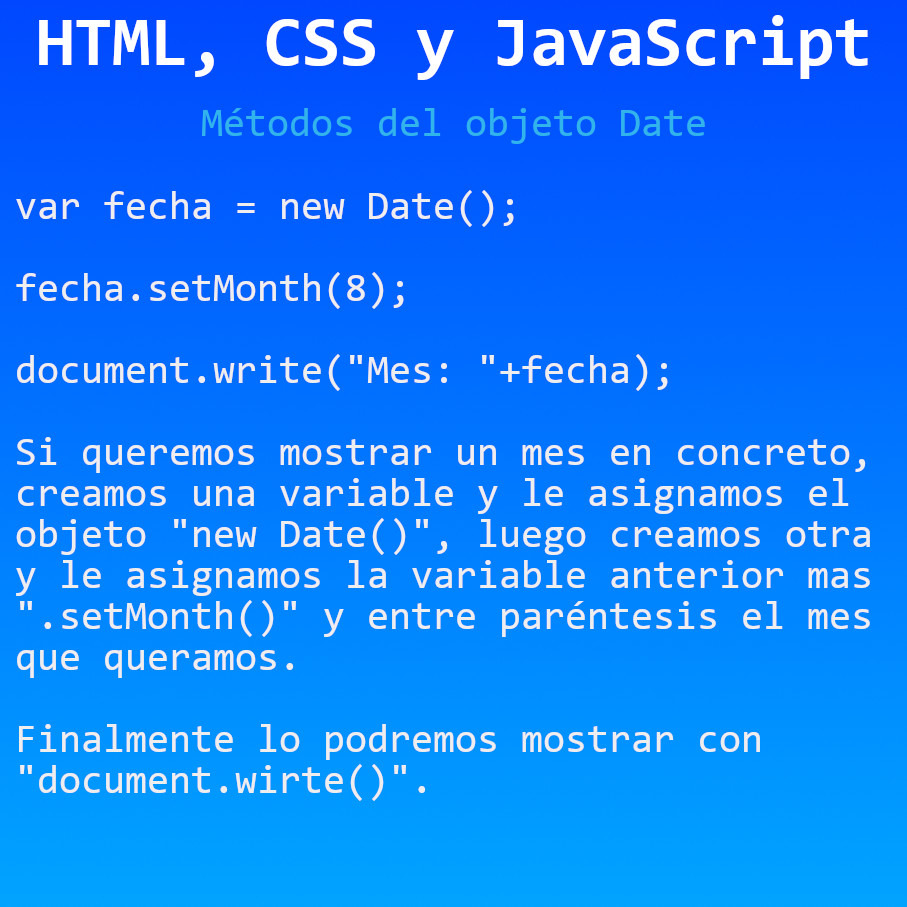 HTML, CSS y JavaScript
Métodos del objeto Date
var fecha = new Date();
fecha.setMonth(8);
document.write("Mes: "+fecha);
Si queremos mostrar un mes en concreto,
creamos una variable y le asignamos el
objeto "new Date()", luego creamos otra
y le asignamos la variable anterior mas
".setMonth()" y entre paréntesis el mes
que queramos.
Finalmente lo podremos mostrar con
"document.wirte()".